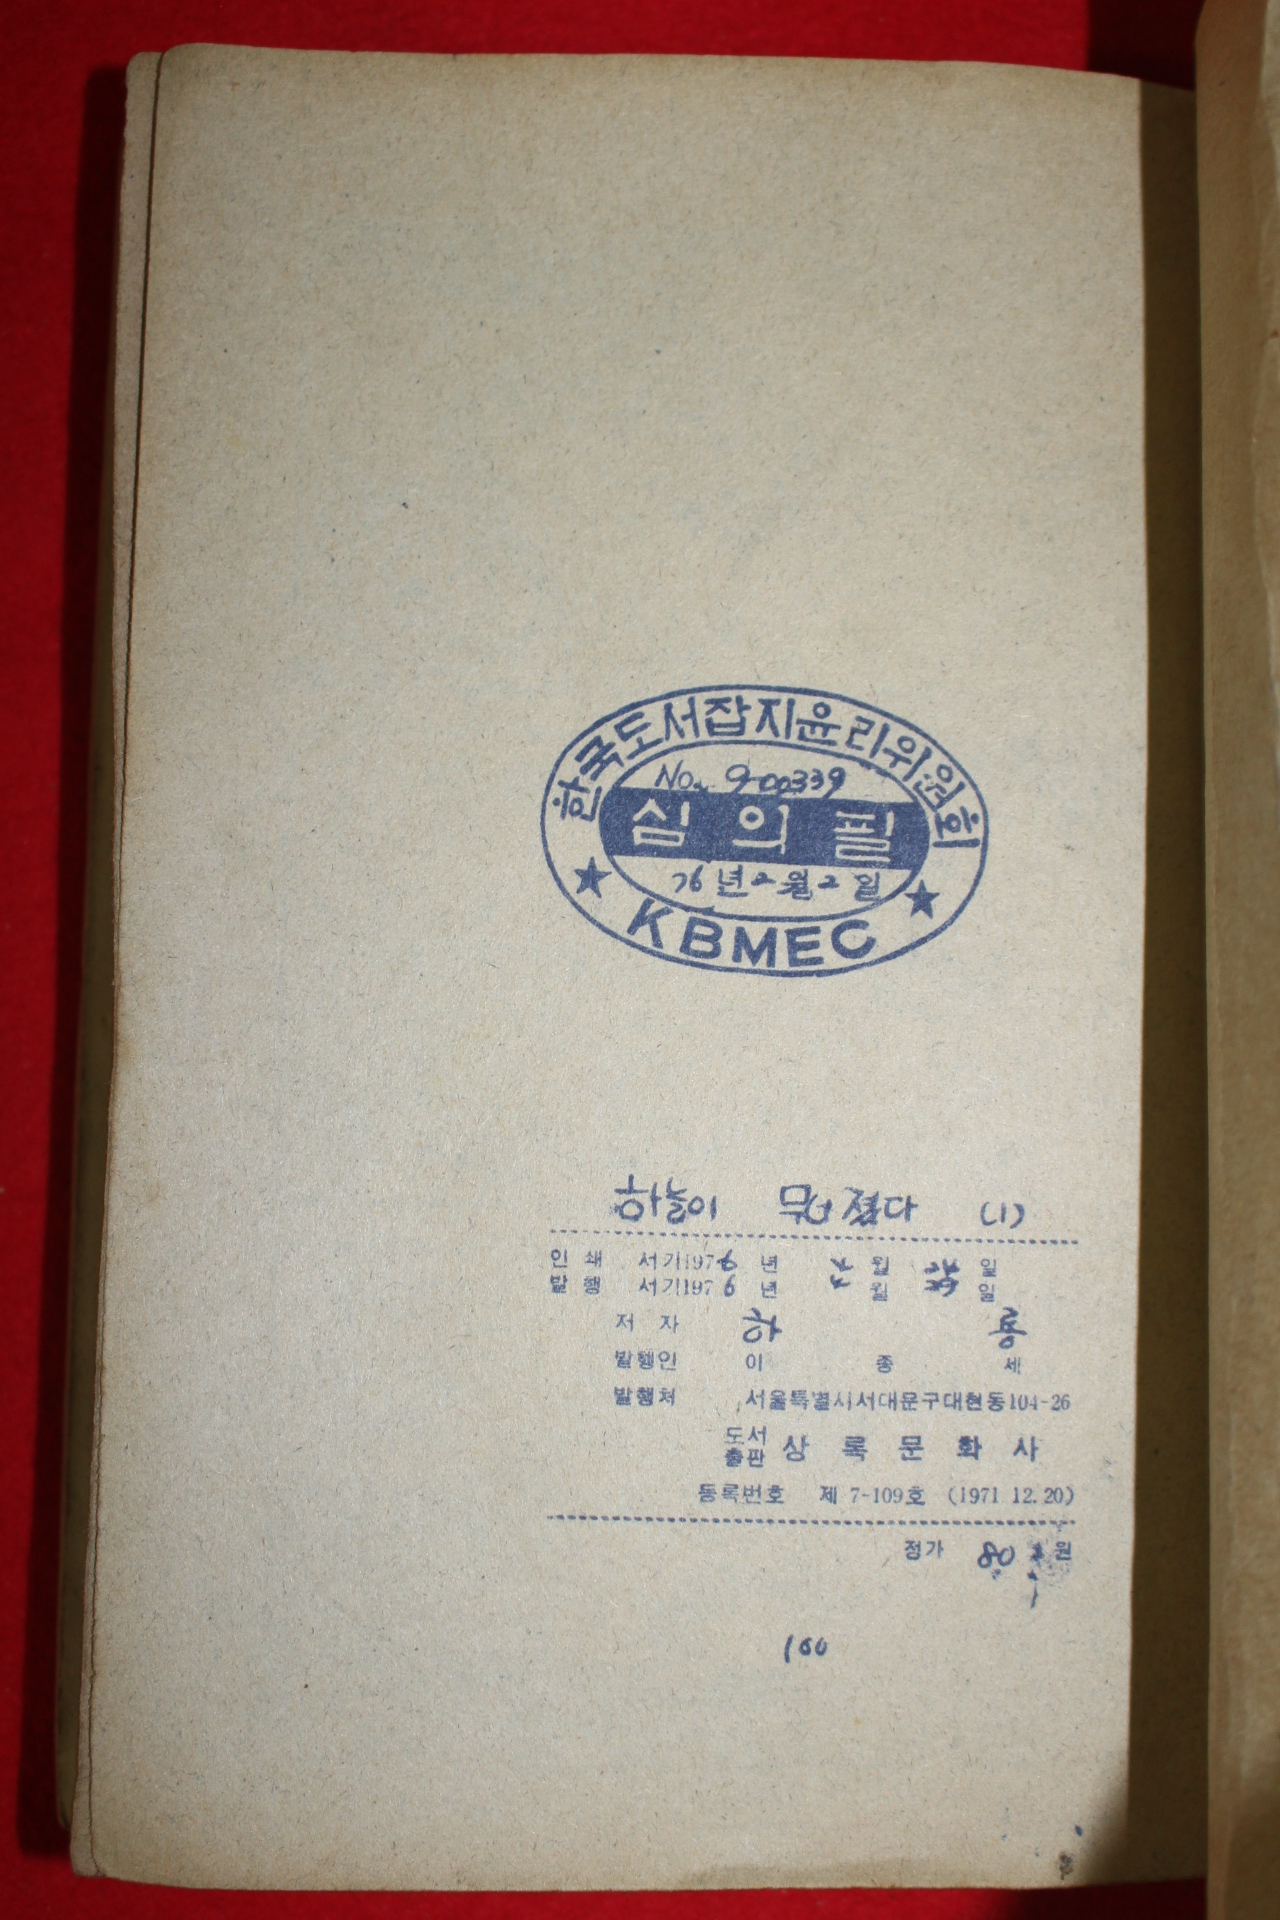 한국도서잡지윤리위원회
No. 9-00339
심의필
76년 2월 2일
KBMEC
하늘이 (1)
인쇄 서기1976년 월 일
발행 서기1976년 월 일
저자 하 룡
발행인 이 종 세
발행처 서울특별시서대문구대현동104-26
도서출판 상록문화사
등록번호 제 7-109호 (1971 12.20)
정가 원
100